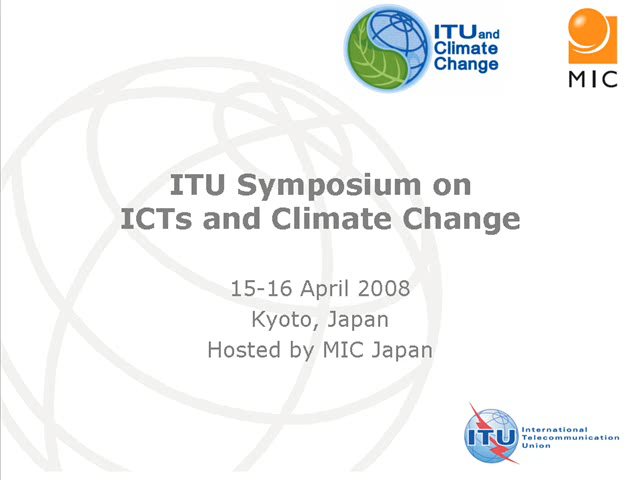 ITU and
Climate
Change
MIC
ITU Symposium on
ICTs and Climate Change
15-16 April 2008
Kyoto, Japan
Hosted by MIC Japan
ITU
International
Telecommunication
Union